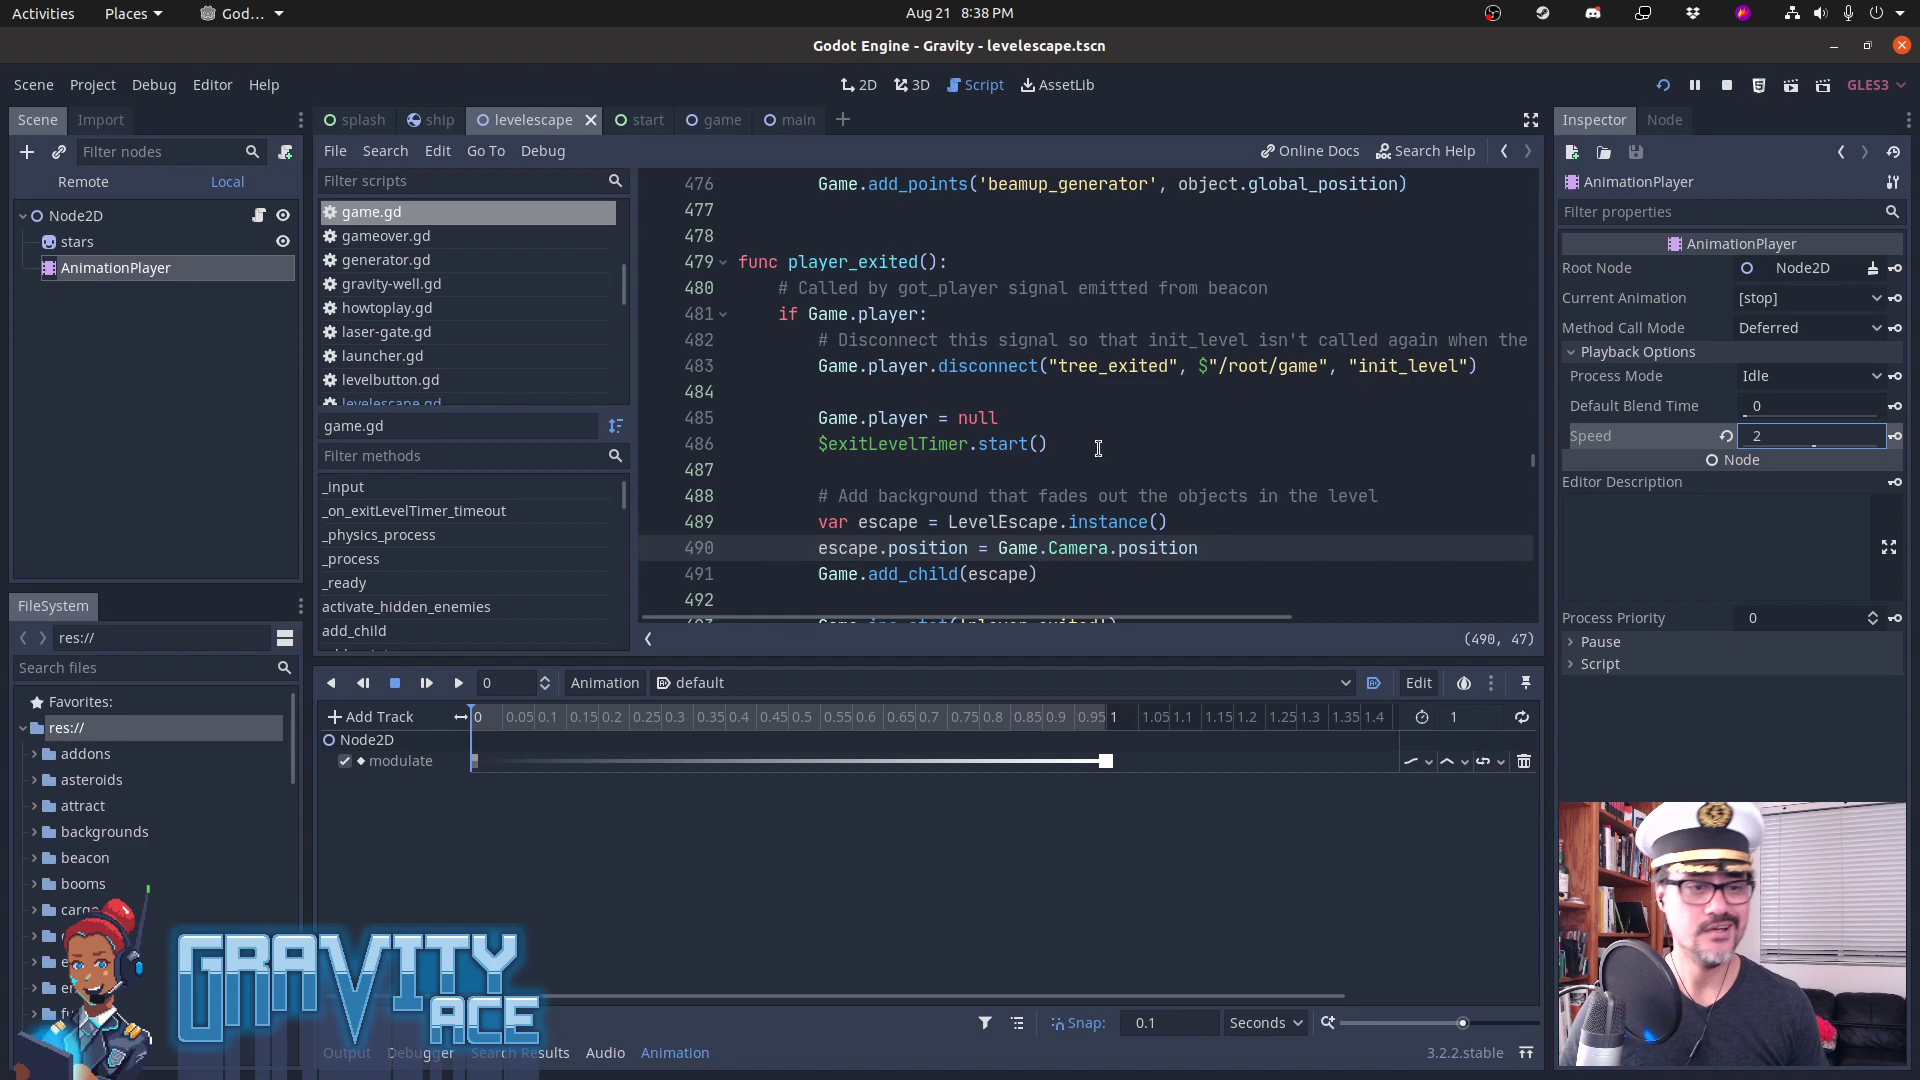 Activities Places God…
Aug 21 8:38 PM
Godot Engine - Gravity - levelescape.tscn
Scene Project Debug Editor Help
2D 3D Script AssetLib
GLES3
Scene Import
Filter nodes
Remote Local
Node2D
stars
AnimationPlayer
splash ship levelescape start game main
File Search Edit Go To Debug
Online Docs Search Help
Filter scripts
game.gd
gameover.gd
generator.gd
gravity-well.gd
howtoplay.gd
laser-gate.gd
launcher.gd
levelbutton.gd
levelescape.gd
game.gd
Filter methods
_input
_on_exitLevelTimer_timeout
_physics_process
_process
_ready
activate_hidden_enemies
add_child
476 Game.add_points('beamup_generator', object.global_position)
477
478
479 func player_exited():
480 # Called by got_player signal emitted from beacon
481 if Game.player:
482 # Disconnect this signal so that init_level isn't called again when the
483 Game.player.disconnect("tree_exited", $"/root/game", "init_level")
484
485 Game.player = null
486 $exitLevelTimer.start()
487
488 # Add background that fades out the objects in the level
489 var escape = LevelEscape.instance()
490 escape.position = Game.Camera.position
491 Game.add_child(escape)
492
(490, 47)
Inspector Node
AnimationPlayer
Filter properties
AnimationPlayer
Root Node Node2D
Current Animation [stop]
Method Call Mode Deferred
Playback Options
Process Mode Idle
Default Blend Time 0
Speed 2
Node
Editor Description
Process Priority 0
Pause
Script
FileSystem
res://
Search files
Favorites:
res://
addons
asteroids
attract
backgrounds
beacon
booms
0 Animation default Edit
Add Track 0 0.05 0.1 0.15 0.2 0.25 0.3 0.35 0.4 0.45 0.5 0.55 0.6 0.65 0.7 0.75 0.8 0.85 0.9 0.95 1 1.05 1.1 1.15 1.2 1.25 1.3 1.35 1.4 1
Node2D
modulate
GRAVITY
ACE
Snap: 0.1 Seconds
Output Debugger Search Results Audio Animation
3.2.2.stable